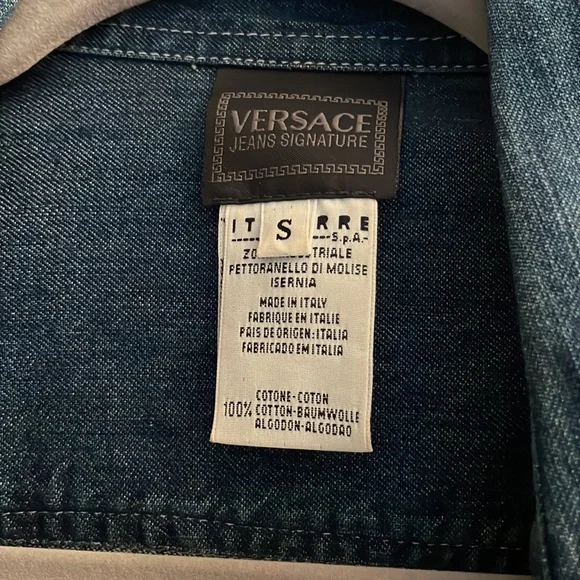 VERSACE
JEANS SIGNATURE
IT S RRE
S.p.A.-
ZO TRIALE
PETTORANELLO DI MOLISE
ISERNIA
MADE IN ITALY
FABRIQUE EN ITALIE
PAIS DE ORIGEN:ITALIA
FABRICADO EM ITALIA
COTONE-COTON
100% COTTON-BAUMWOLLE
ALGODON-ALGODAO